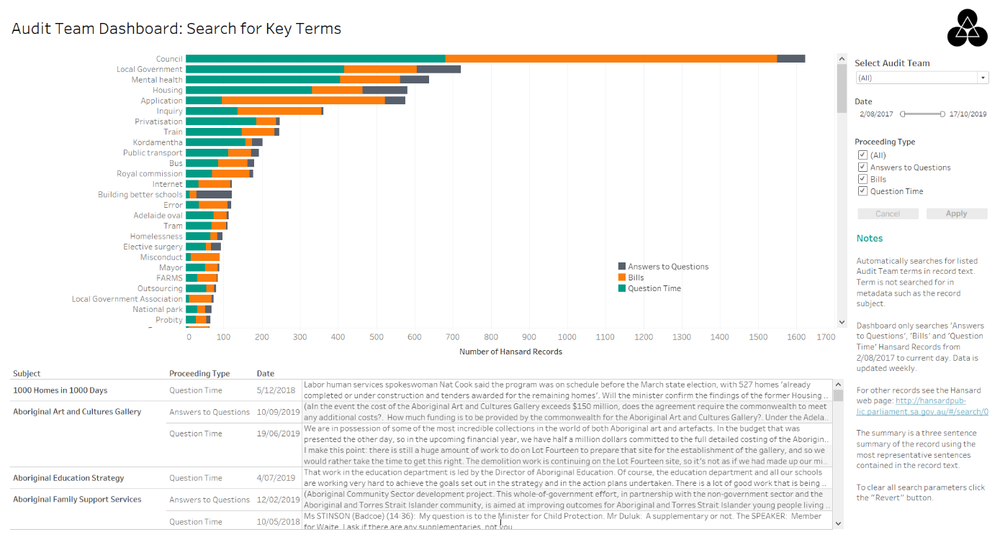 Audit Team Dashboard: Search for Key Terms
Council
Local Government
Mental health
Housing
Application
Inquiry
Privatisation
Train
Kordamentha
Public transport
Bus
Royal commission
Internet
Building better schools
Error
Adelaide oval
Tram
Homelessness
Elective surgery
Misconduct
Mayor
FARMS
Outsourcing
Local Government Association
National park
Probity
0 100 200 300 400 500 600 700 800 900 1000 1100 1200 1300 1400 1500 1600 1700
Number of Hansard Records
Answers to Questions
Bills
Question Time
Select Audit Team
(All)
Date
2/08/2017 17/10/2019
Proceeding Type
(All)
Answers to Questions
Bills
Question Time
Cancel Apply
Notes
Automatically searches for listed
Audit Team terms in record text.
Term is not searched for in
metadata such as the record
subject.
Dashboard only searches 'Answers
to Questions', 'Bills' and 'Question
Time' Hansard Records from
2/08/2017 to current day. Data is
updated weekly.
For other records see the Hansard
web page: http://hansardpub-
lic.parliament.sa.gov.au/#/search/0
The summary is a three sentence
summary of the record using the
most representative sentences
contained in the record text.
To clear all search parameters click
the "Revert" button.
Subject Proceeding Type Date
1000 Homes in 1000 Days Question Time 5/12/2018 Labor human services spokeswoman Nat Cook said the program was on schedule before the March state election, with 527 homes 'already
completed or under construction and tenders awarded for the remaining homes'. Will the minister confirm the findings of the former Housing ..
Aboriginal Art and Cultures Gallery Answers to Questions 10/09/2019 (aIn the event the cost of the Aboriginal Art and Cultures Gallery exceeds $150 million, does the agreement require the commonwealth to meet
any additional costs?. How much funding is to be provided by the commonwealth for the Aboriginal Art and Cultures Gallery?. Under the Adela..
Question Time 19/06/2019 We are in possession of some of the most incredible collections in the world of both Aboriginal art and artefacts. In the budget that was
presented the other day, so in the upcoming financial year, we have half a million dollars committed to the full detailed costing of the Aborigin..
I make this point: there is still a huge amount of work to do on Lot Fourteen to prepare that site for the establishment of the gallery, and so we
would rather take the time to get this right. The demolition work is continuing on the Lot Fourteen site, so it's not as if we had made up our mi..
Aboriginal Education Strategy Question Time 4/07/2019 That work in the education department is led by the Director of Aboriginal Education. Of course, the education department and all our schools
are working very hard to achieve the goals set out in the strategy and in the action plans undertaken. There is a lot of good work that is being ..
Aboriginal Family Support Services Answers to Questions 12/02/2019 (Aboriginal Community Sector development project. This whole-of-government effort, in partnership with the non-government sector and the
Aboriginal and Torres Strait Islander community, is aimed at improving outcomes for Aboriginal and Torres Strait Islander young people living ..
Question Time 10/05/2018 Ms STINSON (Badcoe) (14:36): My question is to the Minister for Child Protection. Mr Duluk: A supplementary or not. The SPEAKER: Member
for Waite, I ask if there are any supplementaries, not you